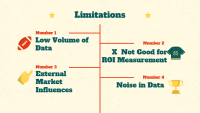 Limitations
Number 1
Low Volume of
Data
Number 2
X Not Good for
ROI Measurement
Number 3
External
Market
Influences
Number 4
Noise in Data